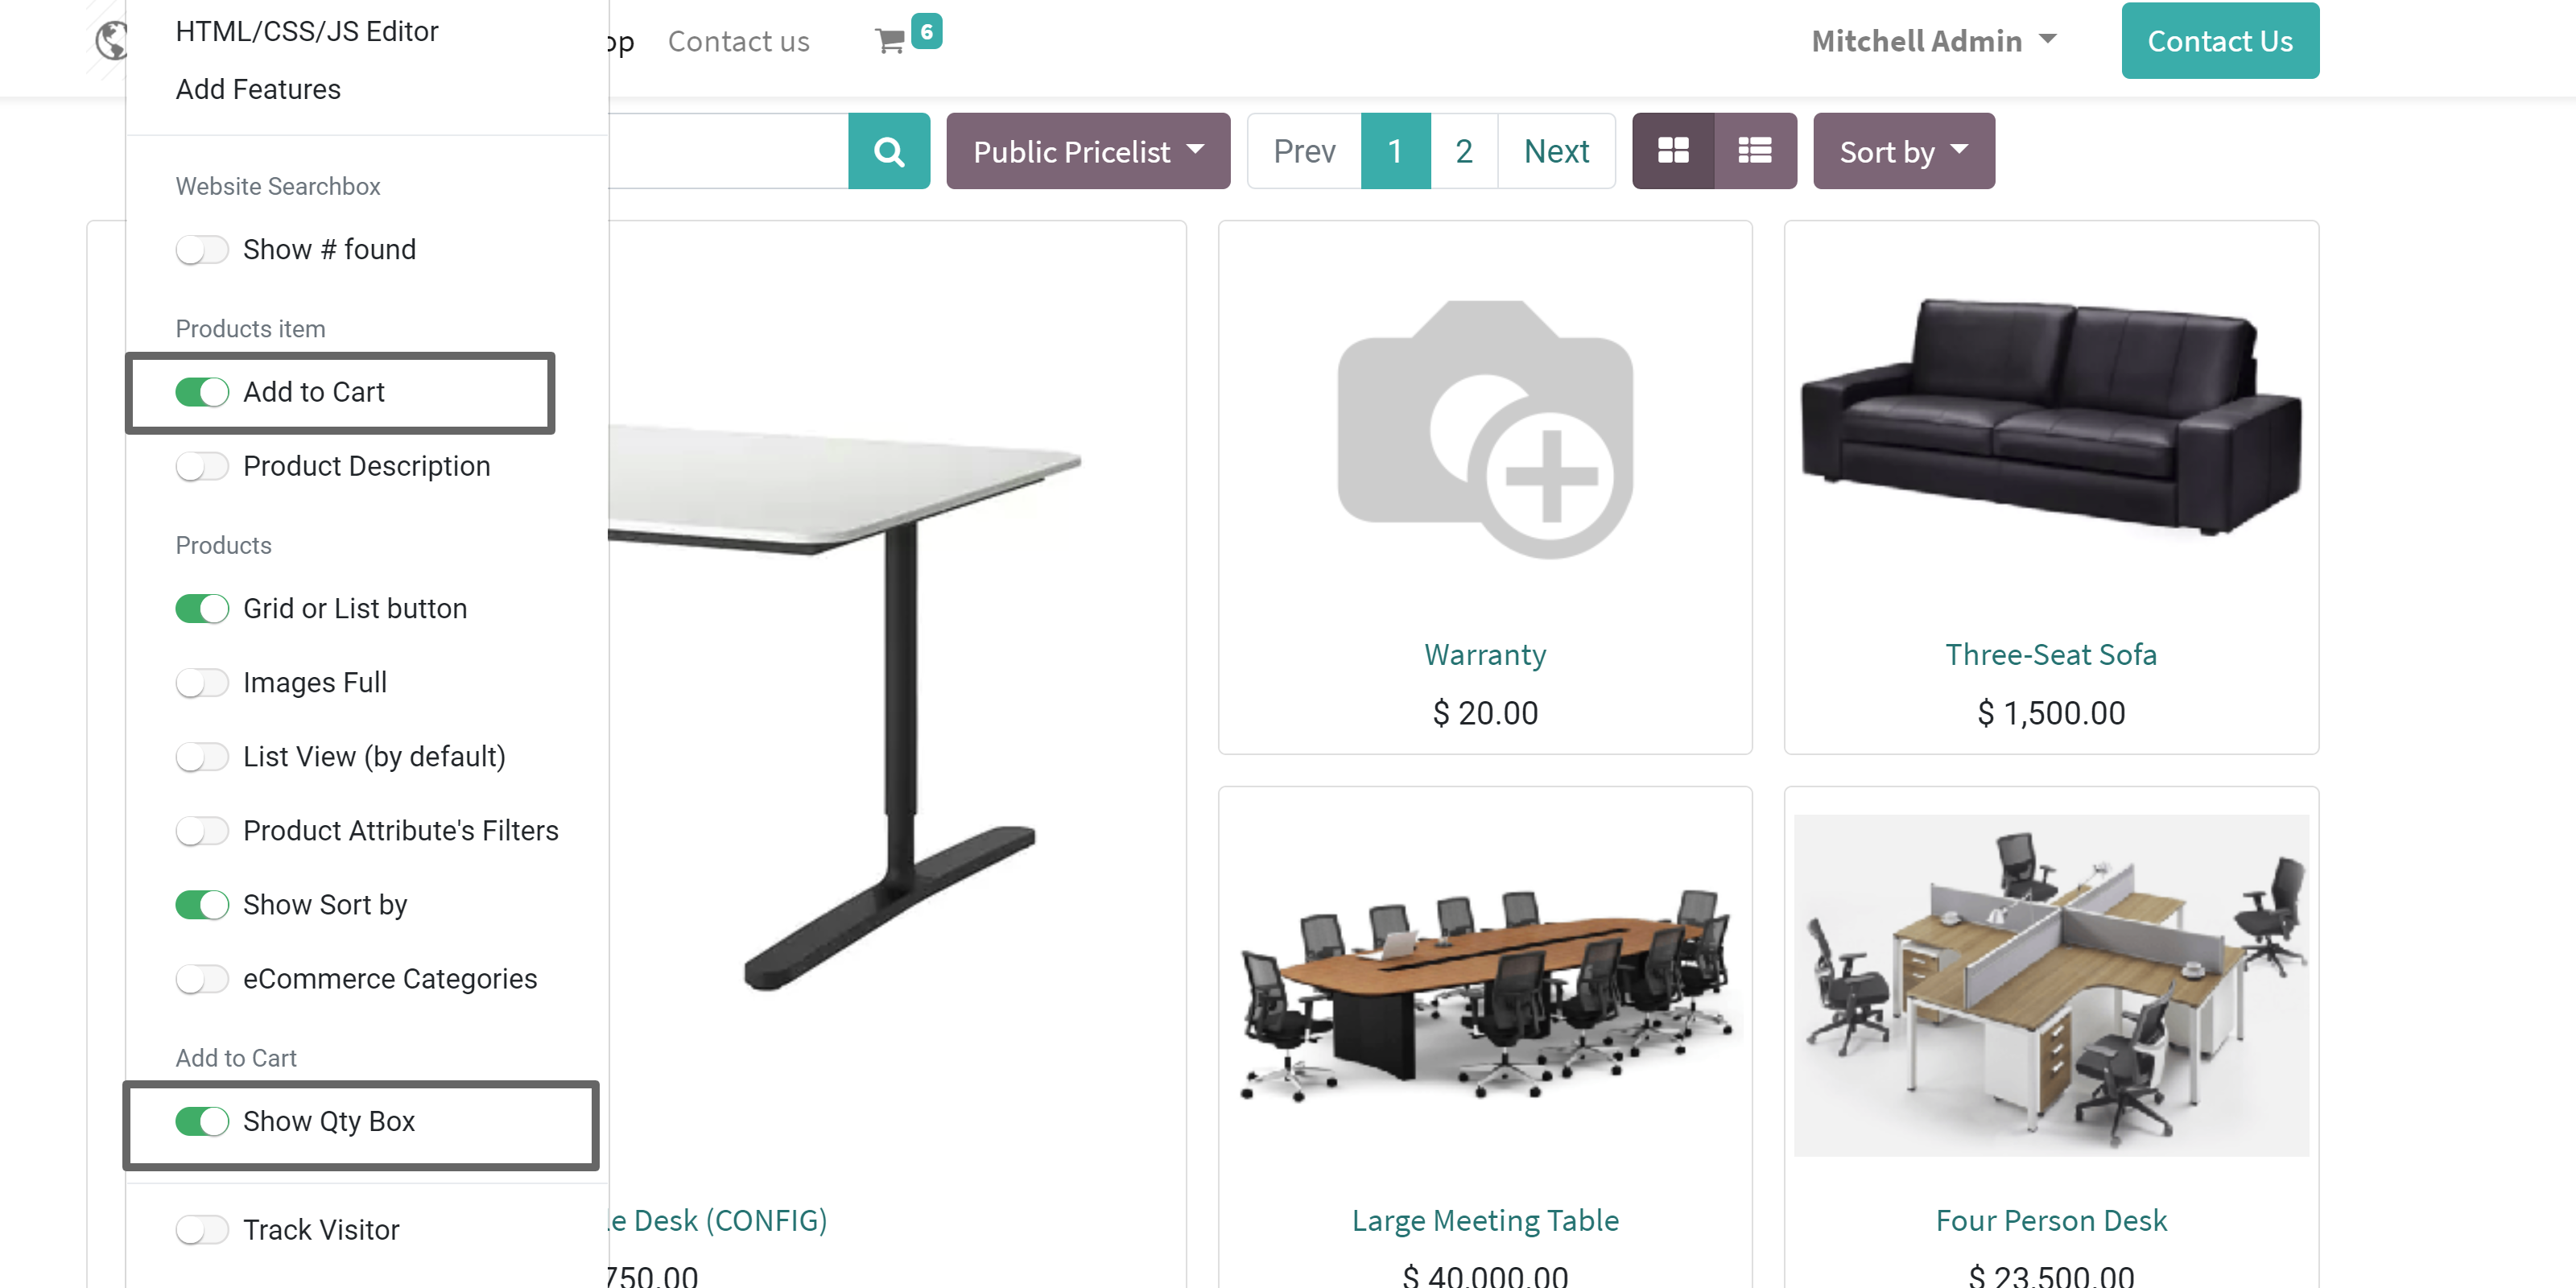 HTML/CSS/JS Editor
Contact us
6
Mitchell Admin
Contact Us
Add Features
Public Pricelist
Prev
1
2
Next
Sort by
Website Searchbox
Show # found
Products item
Add to Cart
Product Description
Products
Grid or List button
Images Full
List View (by default)
Product Attribute's Filters
Show Sort by
eCommerce Categories
Add to Cart
Show Qty Box
Track Visitor
Warranty
$ 20.00
Three-Seat Sofa
$ 1,500.00
Desk (CONFIG)
750.00
Large Meeting Table
$ 40,000.00
Four Person Desk
$ 23,500.00